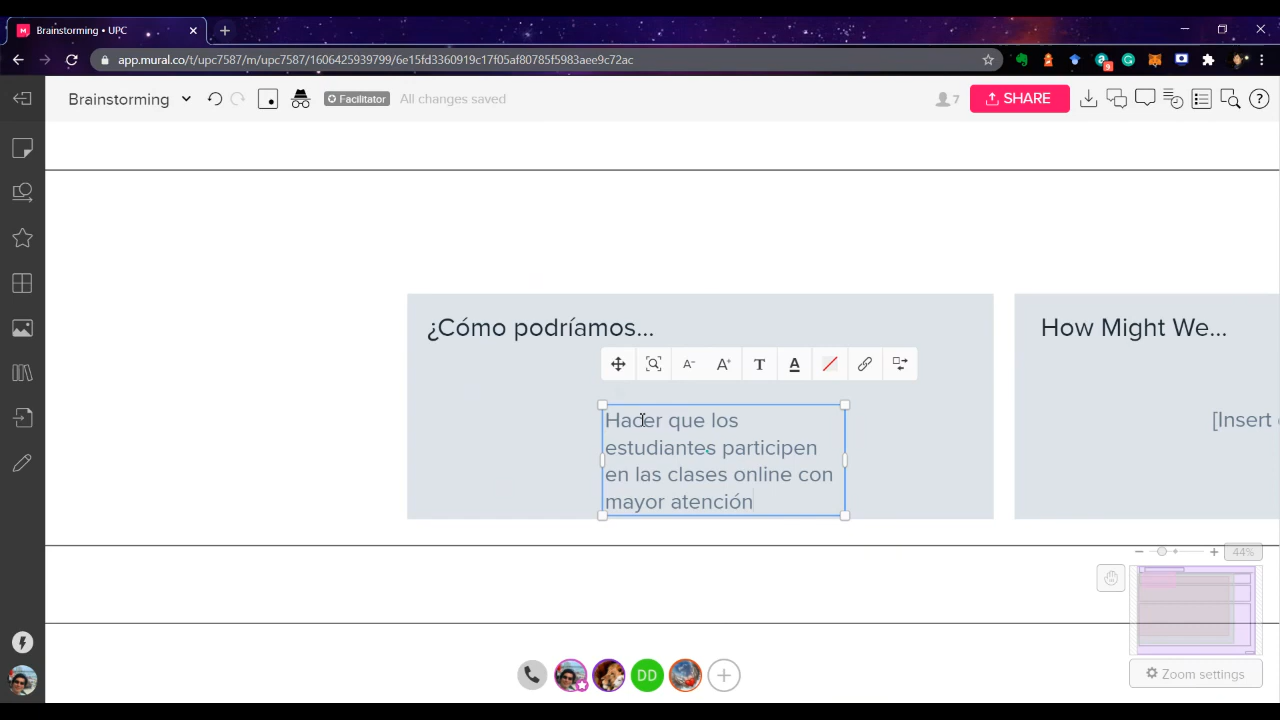 Brainstorming • UPC
app.mural.co/t/upc7587/m/upc7587/1606425939799/6e15fd3360919c17f05af80785f5983aee9c72ac
9
Brainstorming
Facilitator
All changes saved
7
SHARE
¿Cómo podríamos...
How Might We...
A-
A+
T
A
Hacer que los
estudiantes participen
en las clases online con
mayor atención
[Insert
44%
DD
Zoom settings